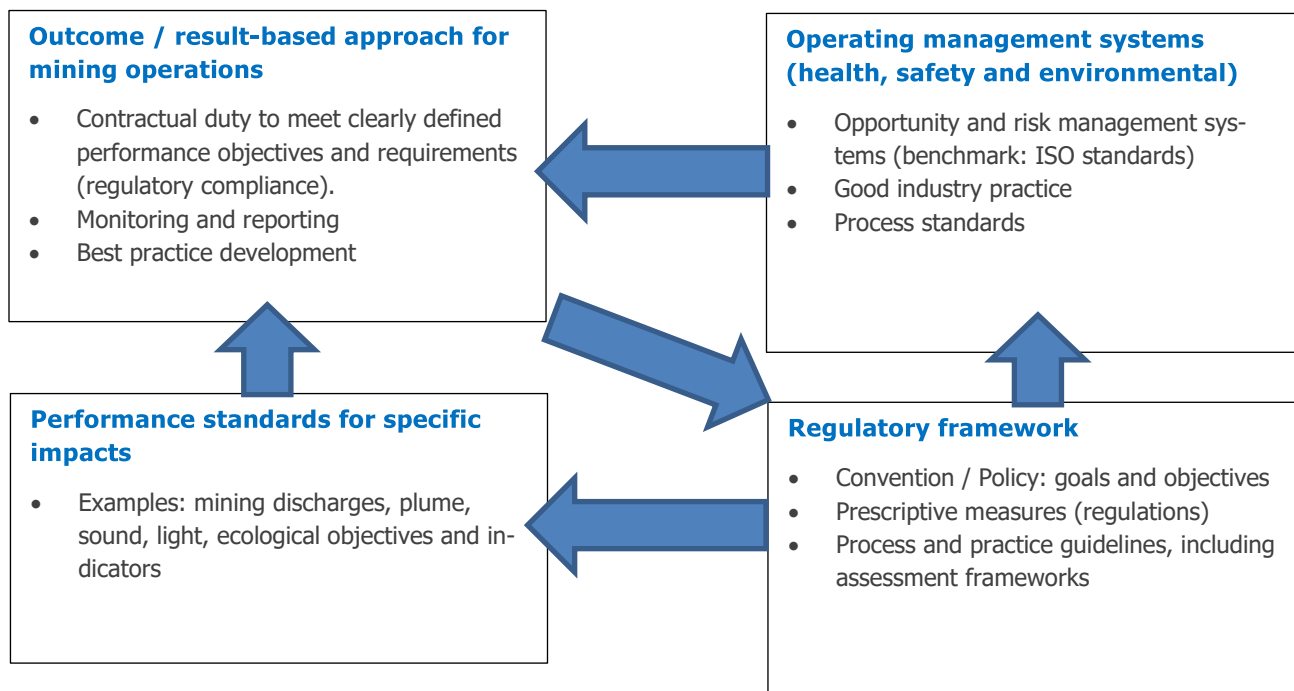 Outcome / result-based approach for
mining operations
• Contractual duty to meet clearly defined
performance objectives and requirements
(regulatory compliance).
• Monitoring and reporting
• Best practice development
Operating management systems
(health, safety and environmental)
• Opportunity and risk management sys-
tems (benchmark: ISO standards)
• Good industry practice
• Process standards
Performance standards for specific
impacts
• Examples: mining discharges, plume,
sound, light, ecological objectives and in-
dicators
Regulatory framework
• Convention / Policy: goals and objectives
• Prescriptive measures (regulations)
• Process and practice guidelines, including
assessment frameworks